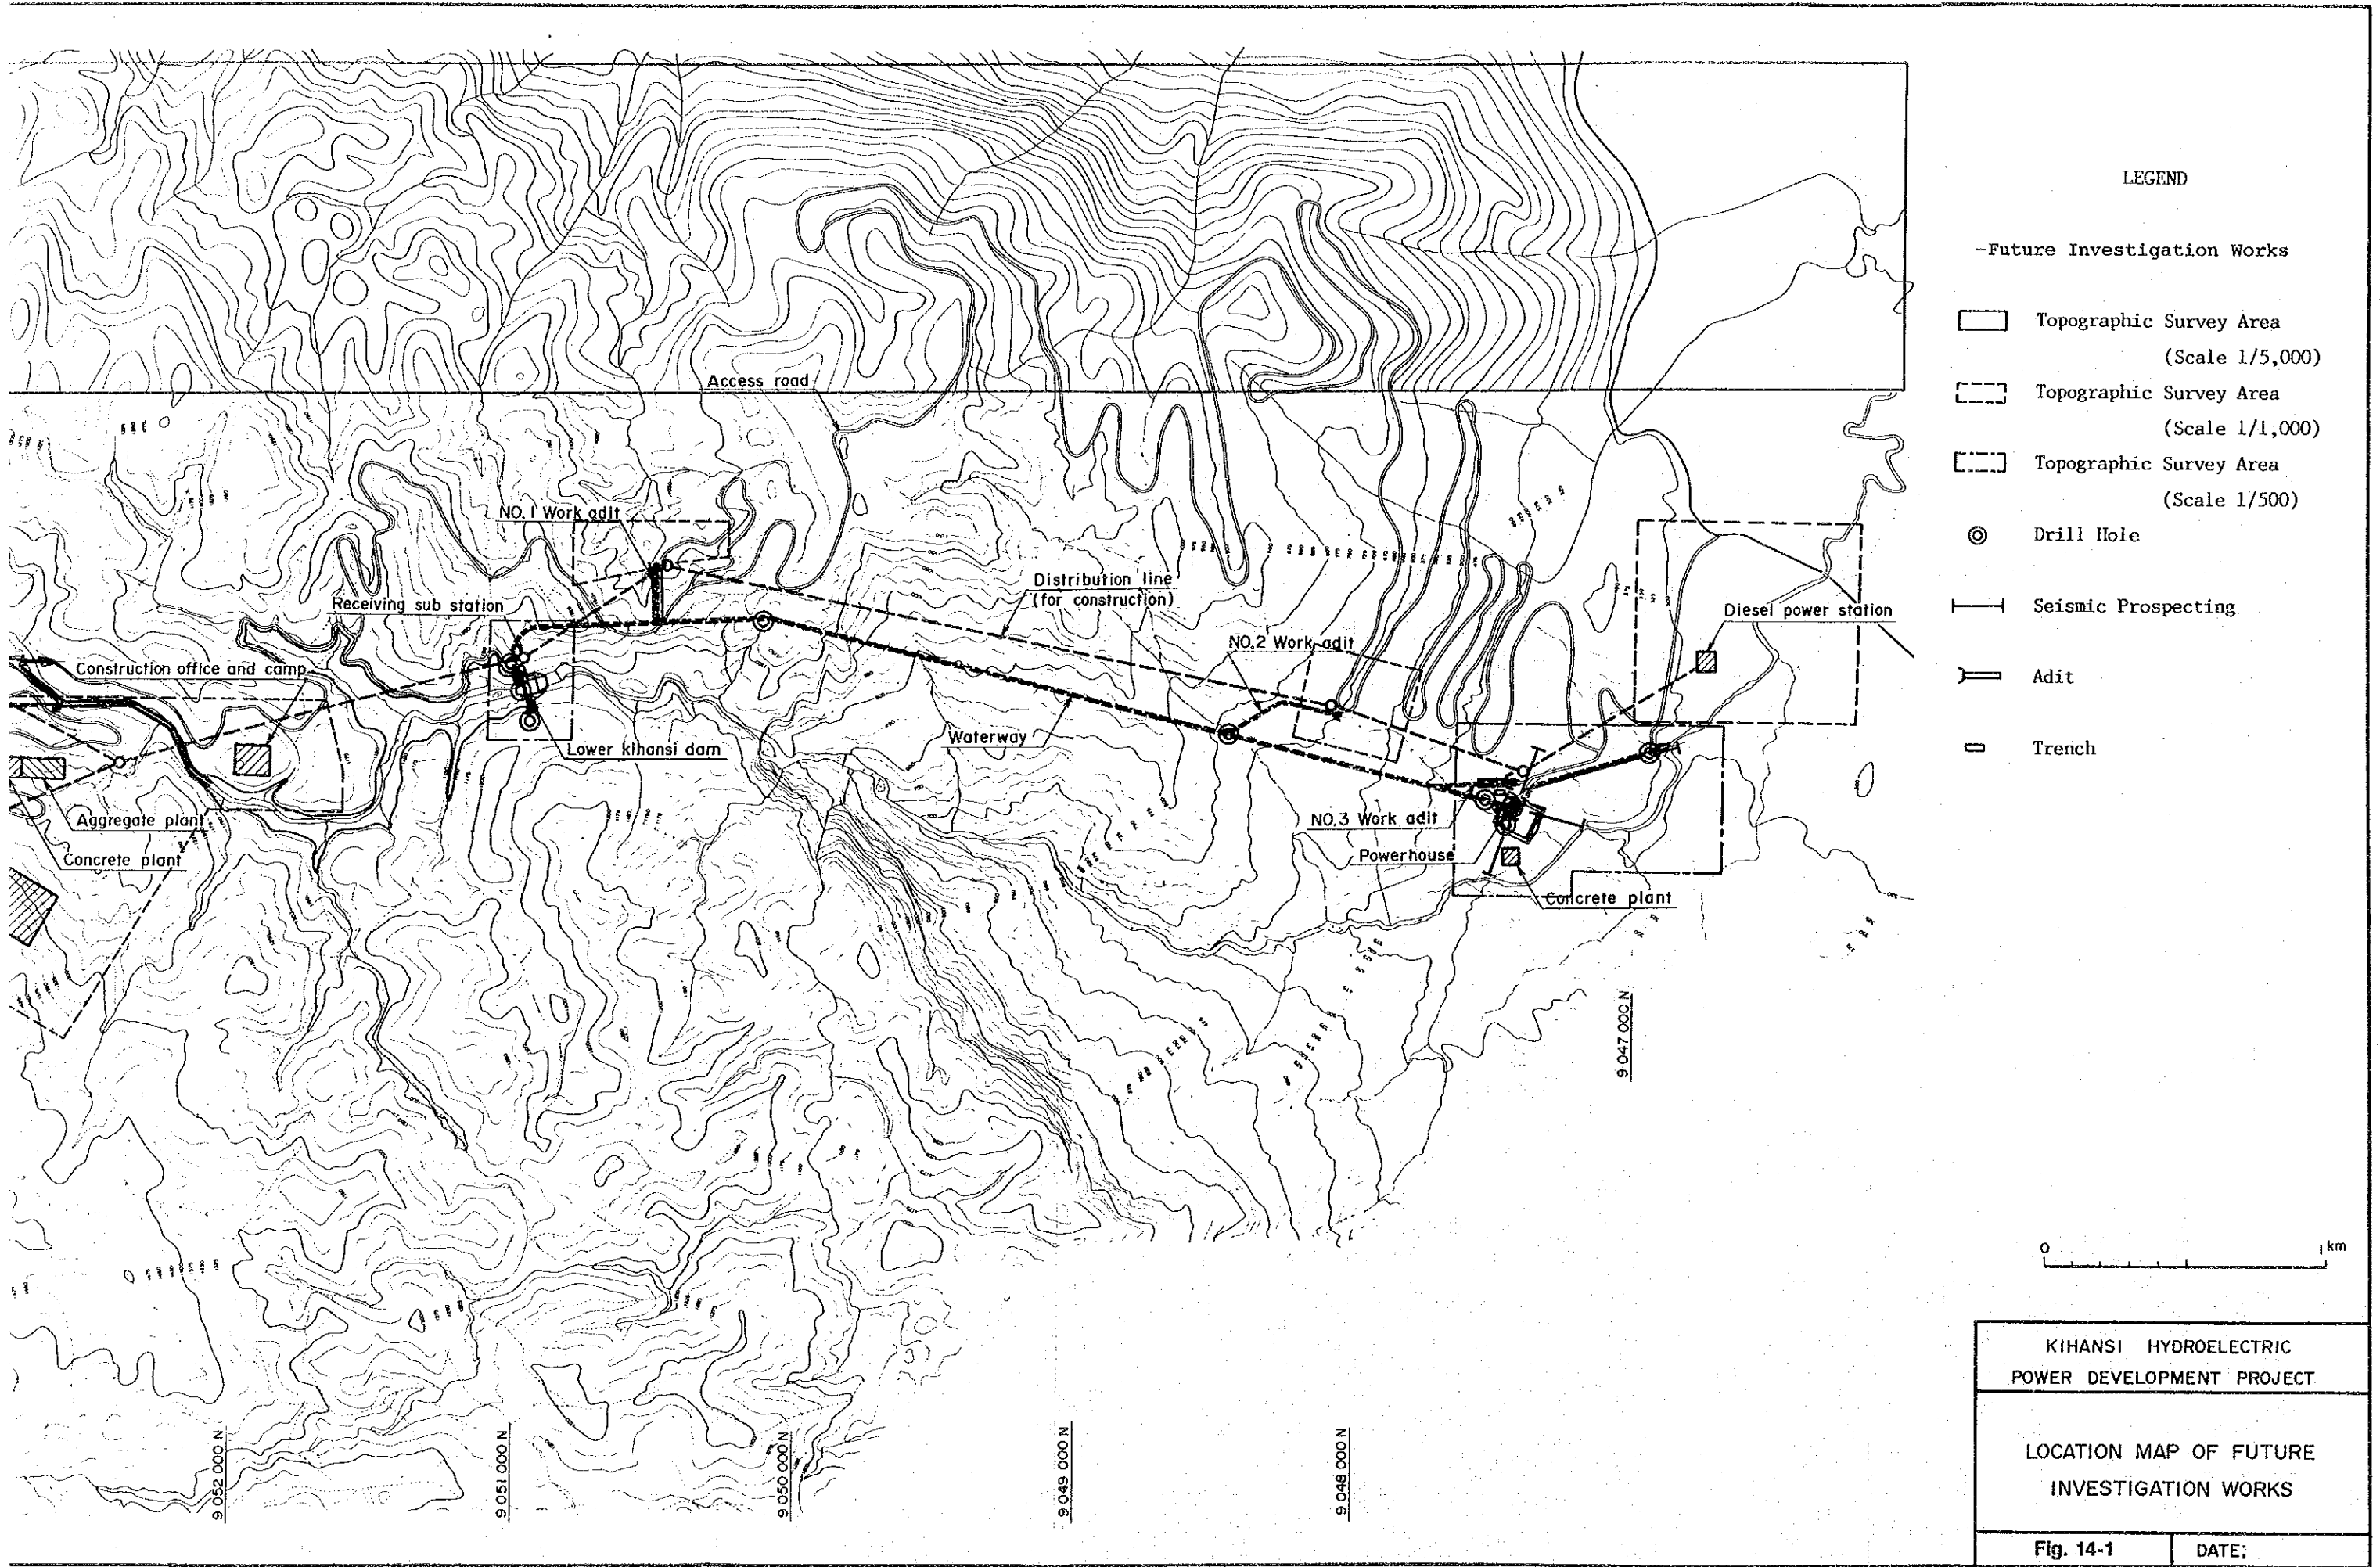 LEGEND
-Future Investigation Works
Topographic Survey Area
(Scale 1/5,000)
Topographic Survey Area
(Scale 1/1,000)
Topographic Survey Area
(Scale 1/500)
Drill Hole
Seismic Prospecting
Adit
Trench
Access road
NO.1 Work adit
Receiving sub station
Construction office and camp
Distribution line
(for construction)
NO.2 Work adit
Diesel power station
Lower kihansi dam
Waterway
Aggregate plant
Concrete plant
NO.3 Work adit
Powerhouse
Concrete plant
9 047 000 N
9 052 000 N
9 051 000 N
9 050 000 N
9 049 000 N
9 048 000 N
0 1 km
KIHANSI HYDROELECTRIC
POWER DEVELOPMENT PROJECT
LOCATION MAP OF FUTURE
INVESTIGATION WORKS
Fig. 14-1 DATE;